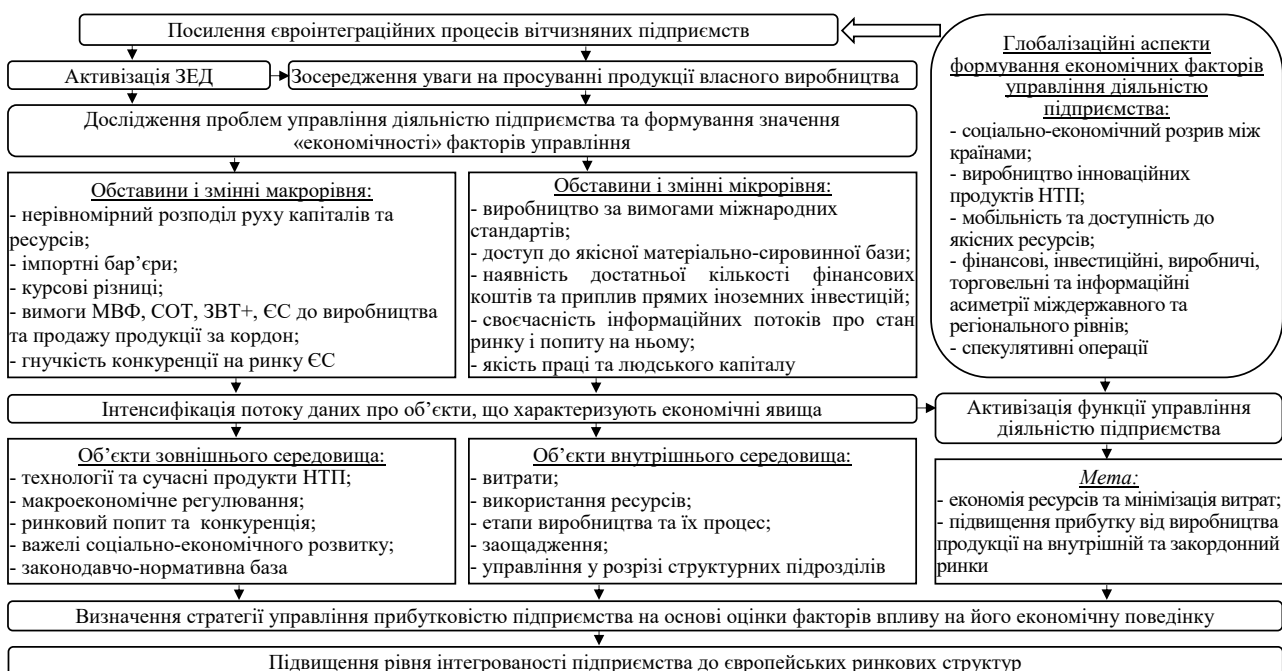 Посилення євроінтеграційних процесів вітчизняних підприємств
Активізація ЗЕД
Зосередження уваги на просуванні продукції власного виробництва
Дослідження проблем управління діяльністю підприємства та формування значення
«економічності» факторів управління
Глобалізаційні аспекти
формування економічних факторів
управління діяльністю
підприємства:
- соціально-економічний розрив між
країнами;
- виробництво інноваційних
продуктів НТП;
- мобільність та доступність до
якісних ресурсів;
- фінансові, інвестиційні, виробничі,
торговельні та інформаційні
асиметрії міждержавного та
регіонального рівнів;
- спекулятивні операції
Обставини і змінні макрорівня:
- нерівномірний розподіл руху капіталів та
ресурсів;
- імпортні бар’єри;
- курсові різниці;
- вимоги МВФ, СОТ, ЗВТ+, ЄС до виробництва
та продажу продукції за кордон;
- гнучкість конкуренції на ринку ЄС
Обставини і змінні мікрорівня:
- виробництво за вимогами міжнародних
стандартів;
- доступ до якісної матеріально-сировинної бази;
- наявність достатньої кількості фінансових
коштів та приплив прямих іноземних інвестицій;
- своєчасність інформаційних потоків про стан
ринку і попиту на ньому;
- якість праці та людського капіталу
Інтенсифікація потоку даних про об’єкти, що характеризують економічні явища
Активізація функції управління
діяльністю підприємства
Об’єкти зовнішнього середовища:
- технології та сучасні продукти НТП;
- макроекономічне регулювання;
- ринковий попит та конкуренція;
- важелі соціально-економічного розвитку;
- законодавчо-нормативна база
Об’єкти внутрішнього середовища:
- витрати;
- використання ресурсів;
- етапи виробництва та їх процес;
- заощадження;
- управління у розрізі структурних підрозділів
Мета:
- економія ресурсів та мінімізація витрат;
- підвищення прибутку від виробництва
продукції на внутрішній та закордонний
ринки
Визначення стратегії управління прибутковістю підприємства на основі оцінки факторів впливу на його економічну поведінку
Підвищення рівня інтегрованості підприємства до європейських ринкових структур